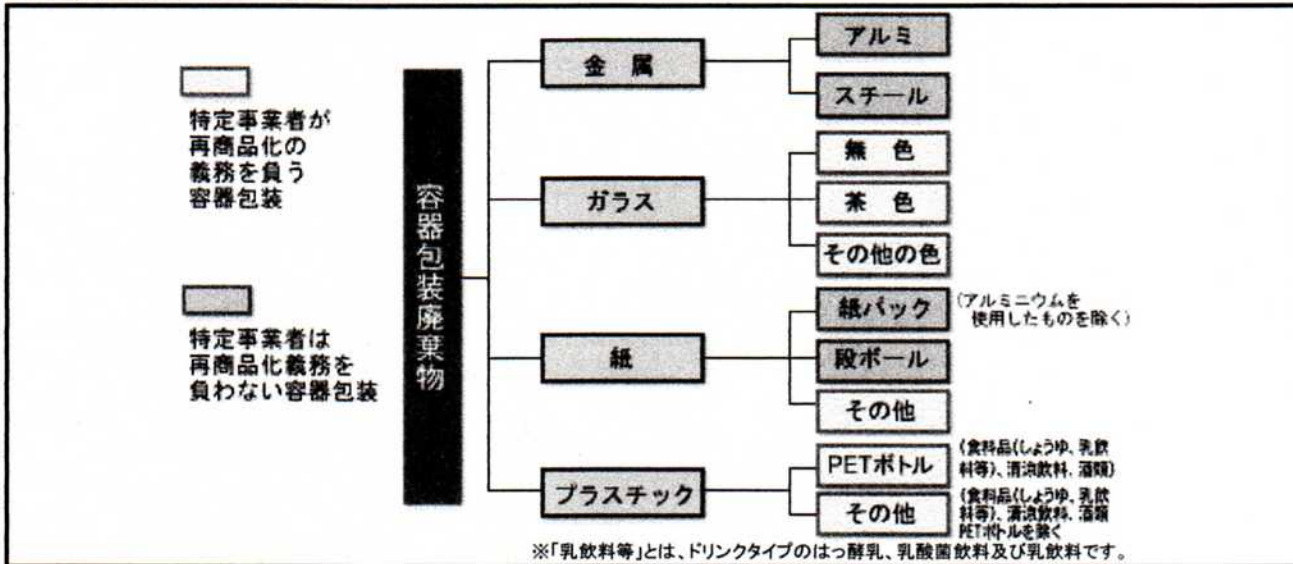 特定事業者が
再商品化の
義務を負う
容器包装
特定事業者は
再商品化義務を
負わない容器包装
容器包装廃棄物
金属
アルミ
スチール
ガラス
無色
茶色
その他の色
紙
紙パック
(アルミニウムを
使用したものを除く)
段ボール
その他
プラスチック
PETボトル
(食料品(しょうゆ、乳飲
料等)、清涼飲料、酒類)
その他
(食料品(しょうゆ、乳飲
料等)、清涼飲料、酒類
PETボトルを除く
※「乳飲料等」とは、ドリンクタイプのはっ酵乳、乳酸菌飲料及び乳飲料です。